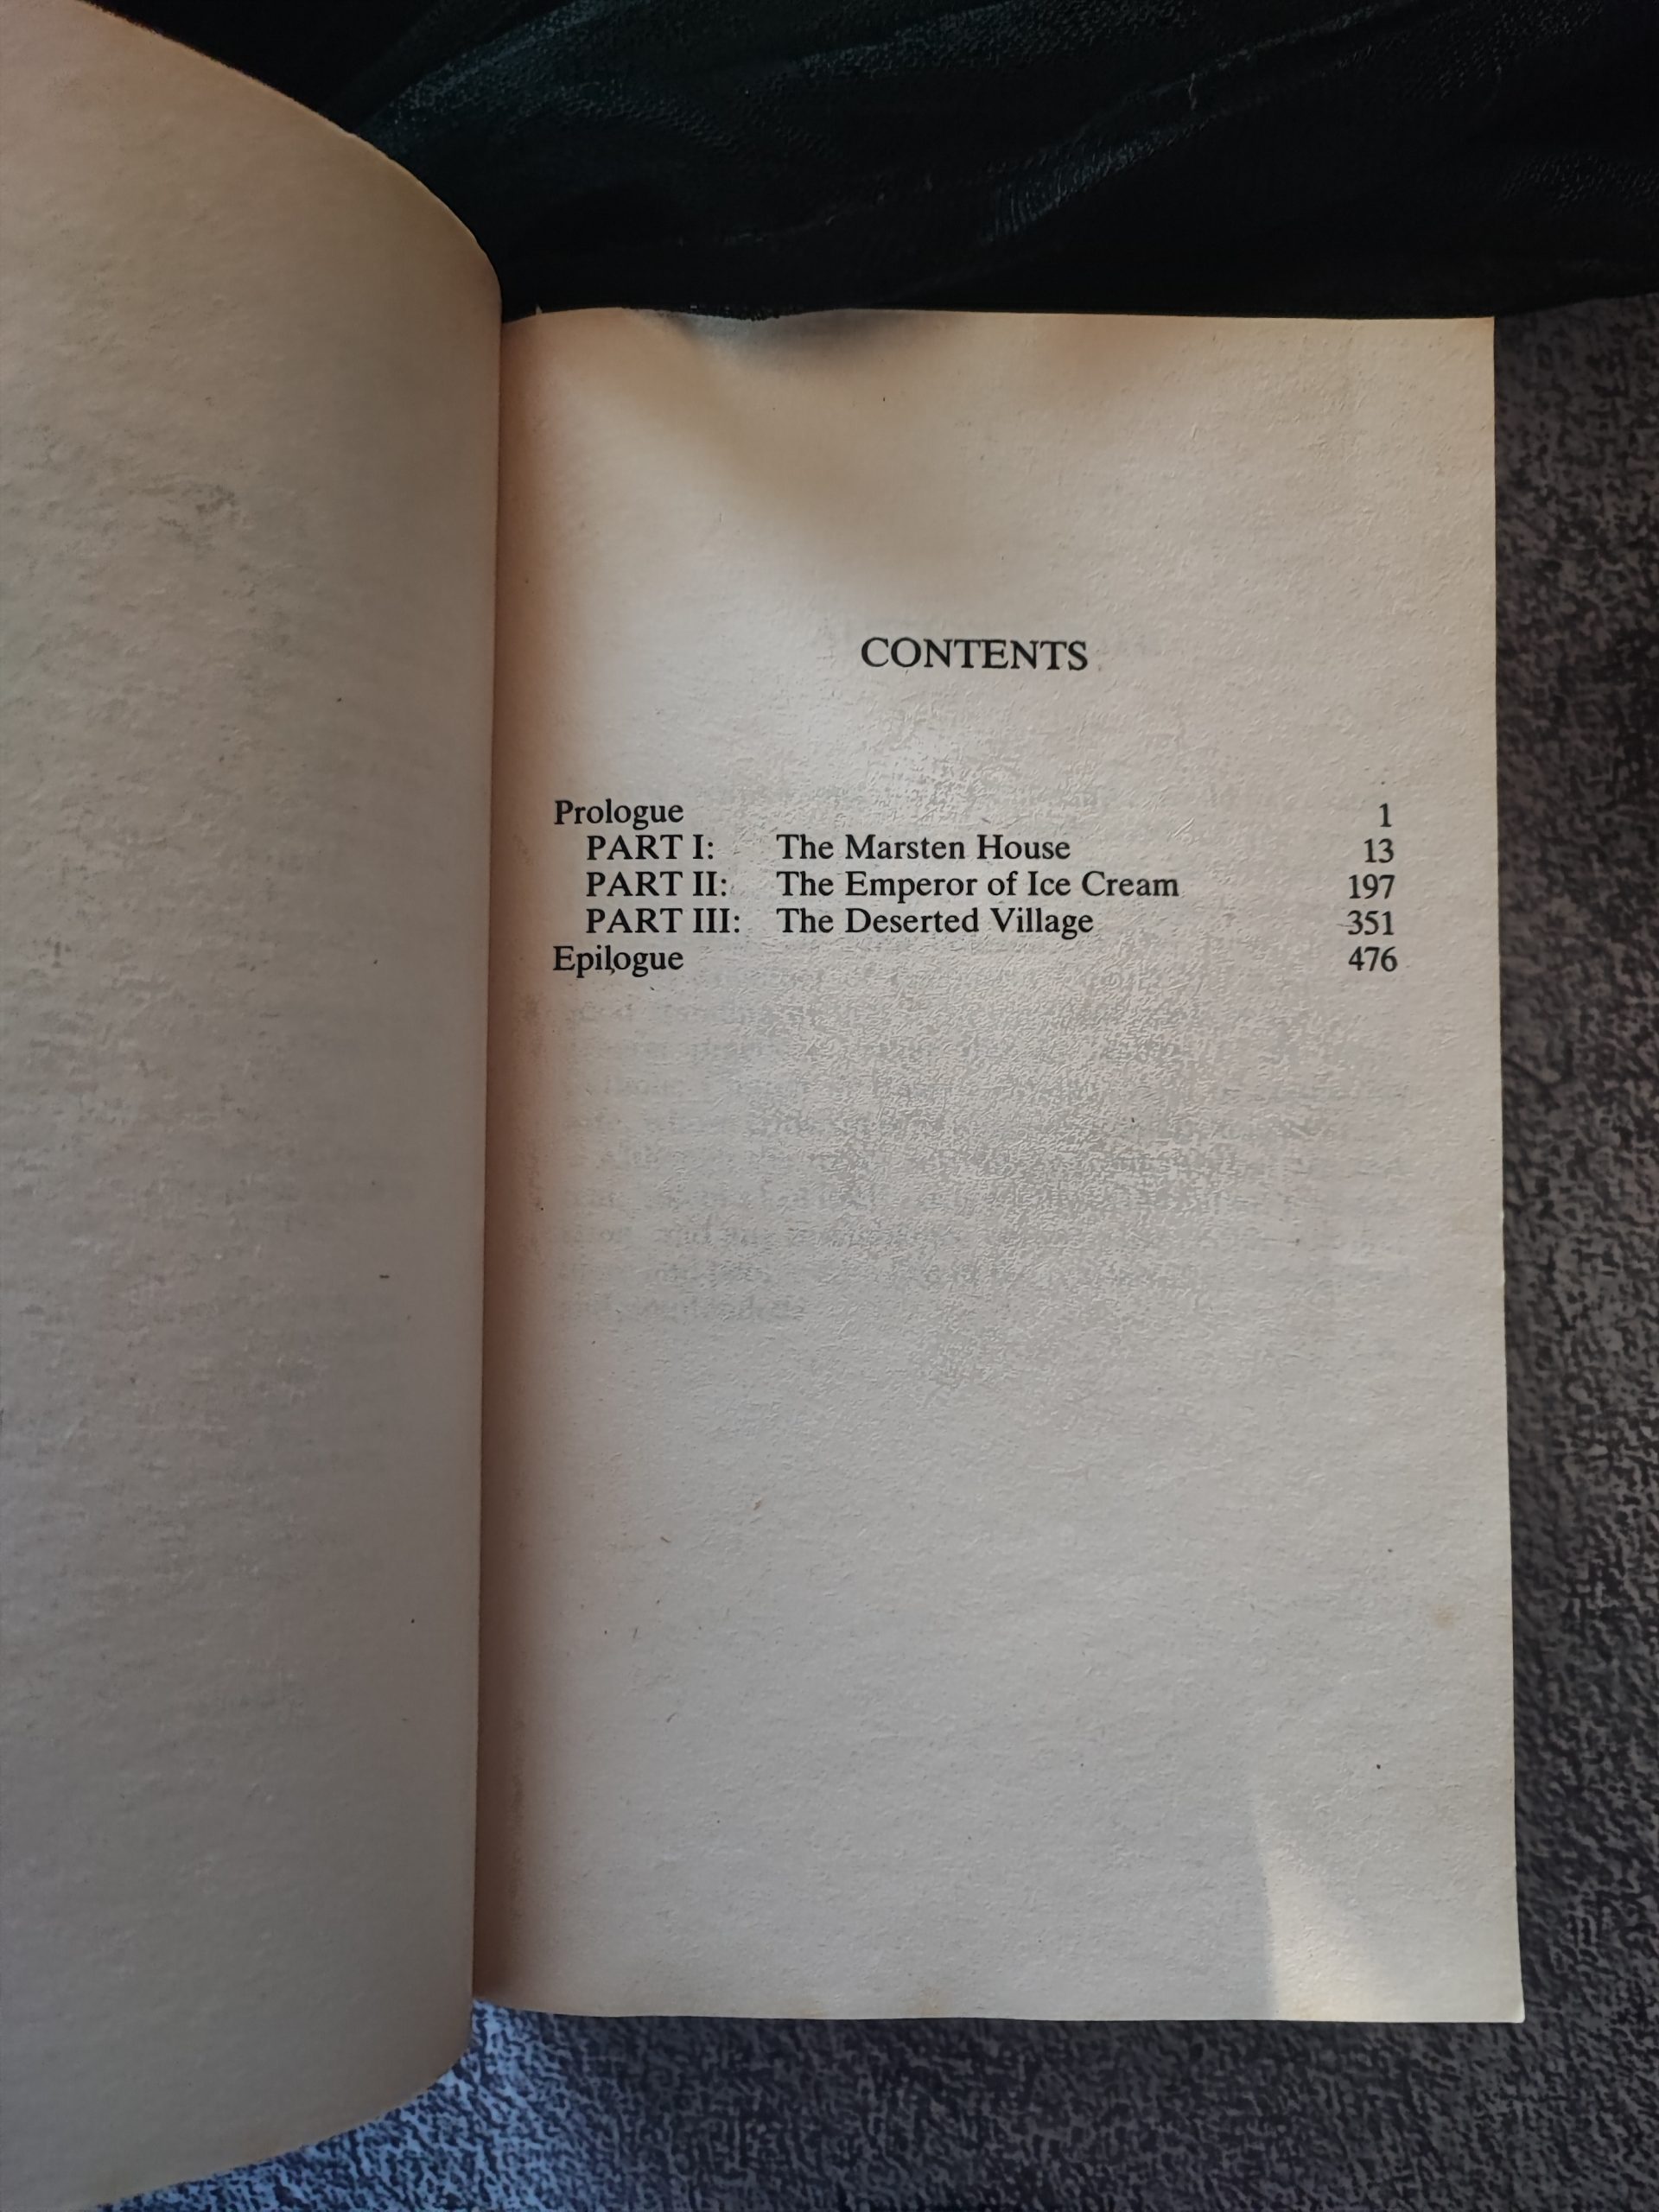 CONTENTS
Prologue 1
PART I: The Marsten House 13
PART II: The Emperor of Ice Cream 197
PART III: The Deserted Village 351
Epilogue 476